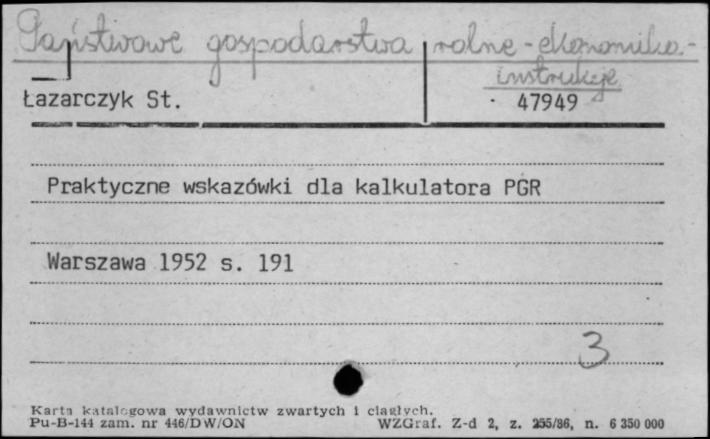 Państwowe gospodarstwa rolne - ekonomika -
instrukcje
Łazarczyk St.
47949
Praktyczne wskazówki dla kalkulatora PGR
Warszawa 1952 s. 191
3
Karta katalogowa wydawnictw zwartych i ciągłych.
Pu-B-144 zam. nr 446/DW/ON
WZGraf. Z-d 2, z. 255/86, n. 6 350 000